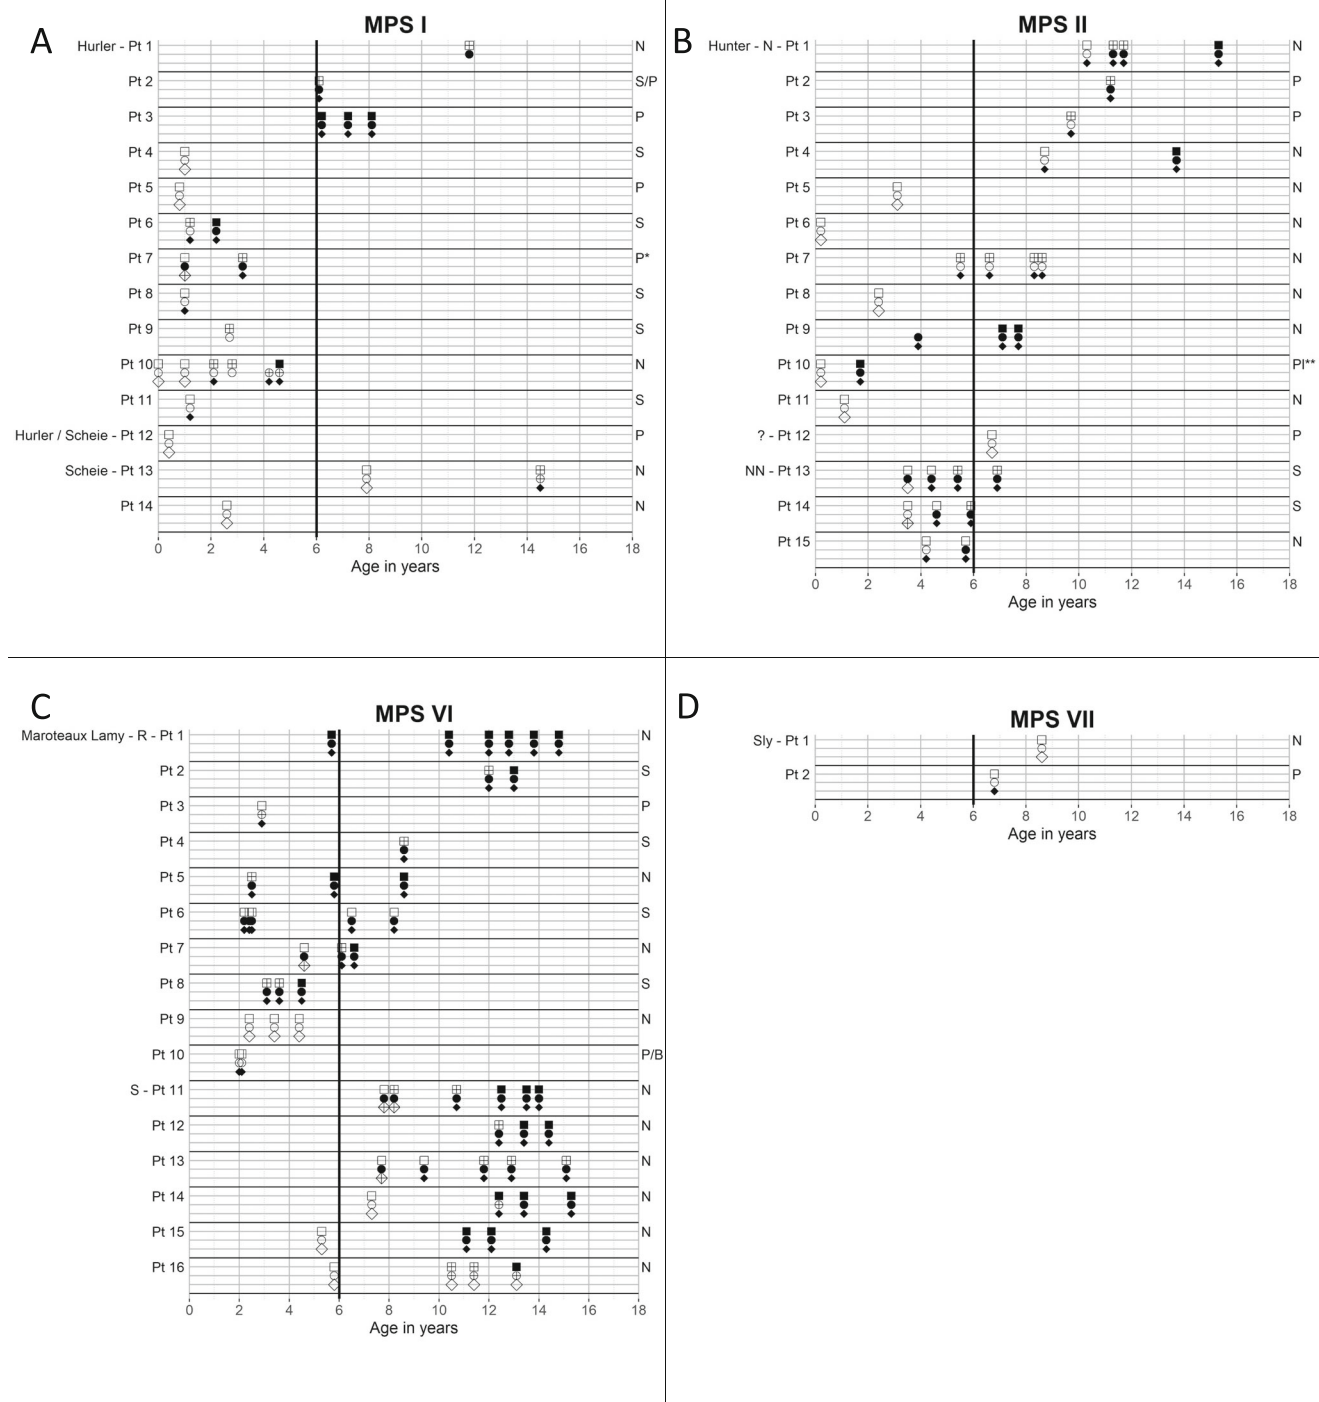 A
MPS I
Hurler - Pt 1 N
Pt 2 S/P
Pt 3 P
Pt 4 S
Pt 5 P
Pt 6 S
Pt 7 P*
Pt 8 S
Pt 9 S
Pt 10 N
Pt 11 S
Hurler / Scheie - Pt 12 P
Scheie - Pt 13 N
Pt 14 N
0 2 4 6 8 10 12 14 16 18
Age in years
B
MPS II
Hunter - N - Pt 1 N
Pt 2 P
Pt 3 P
Pt 4 N
Pt 5 N
Pt 6 N
Pt 7 N
Pt 8 N
Pt 9 N
Pt 10 PI**
Pt 11 N
? - Pt 12 P
NN - Pt 13 S
Pt 14 S
Pt 15 N
0 2 4 6 8 10 12 14 16 18
Age in years
C
MPS VI
Maroteaux Lamy - R - Pt 1 N
Pt 2 S
Pt 3 P
Pt 4 S
Pt 5 N
Pt 6 S
Pt 7 N
Pt 8 S
Pt 9 N
Pt 10 P/B
S - Pt 11 N
Pt 12 N
Pt 13 N
Pt 14 N
Pt 15 N
Pt 16 N
0 2 4 6 8 10 12 14 16 18
Age in years
D
MPS VII
Sly - Pt 1 N
Pt 2 P
0 2 4 6 8 10 12 14 16 18
Age in years